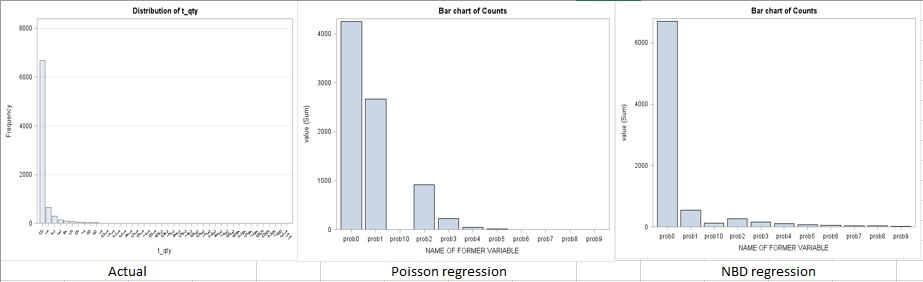 Distribution of t_qty
8000
6000
4000
2000
0
Frequency
t_qty
Actual
Bar chart of Counts
4000
3000
2000
1000
0
value (Sum)
prob0 prob1 prob10 prob2 prob3 prob4 prob5 prob6 prob7 prob8 prob9
NAME OF FORMER VARIABLE
Poisson regression
Bar chart of Counts
6000
4000
2000
0
value (Sum)
prob0 prob1 prob10 prob2 prob3 prob4 prob5 prob6 prob7 prob8 prob9
NAME OF FORMER VARIABLE
NBD regression